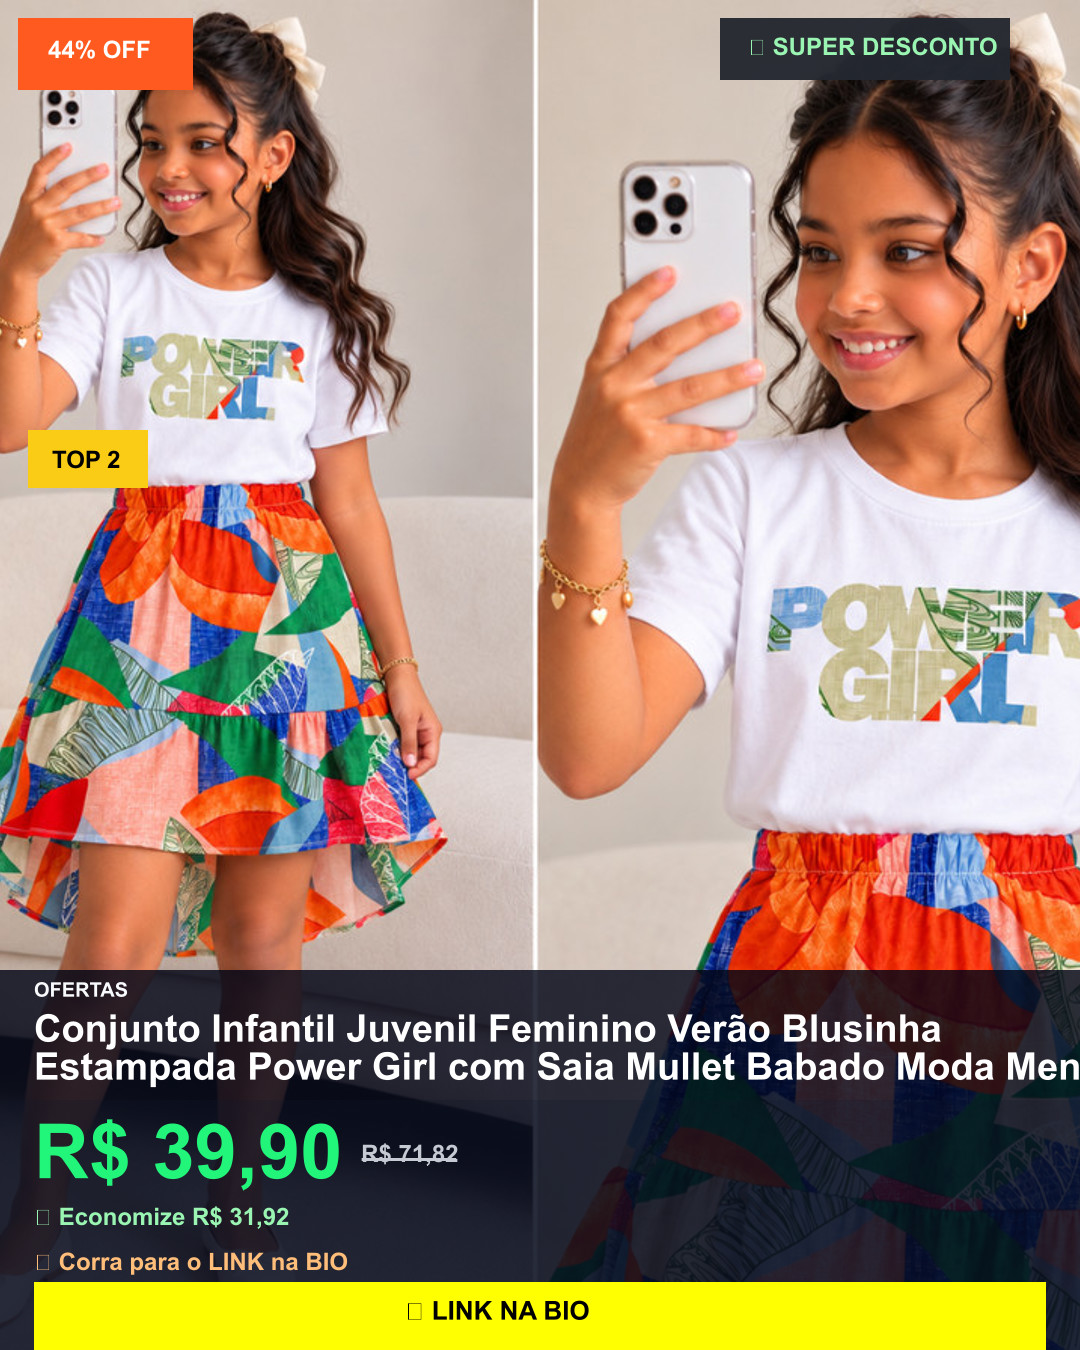 44% OFF
SUPER DESCONTO
POWER
GIRL
POWER
GIRL
TOP 2
OFERTAS
Conjunto Infantil Juvenil Feminino Verão Blusinha
Estampada Power Girl com Saia Mullet Babado Moda Men
R$ 39,90
R$ 71,82
Economize R$ 31,92
Corra para o LINK na BIO
LINK NA BIO